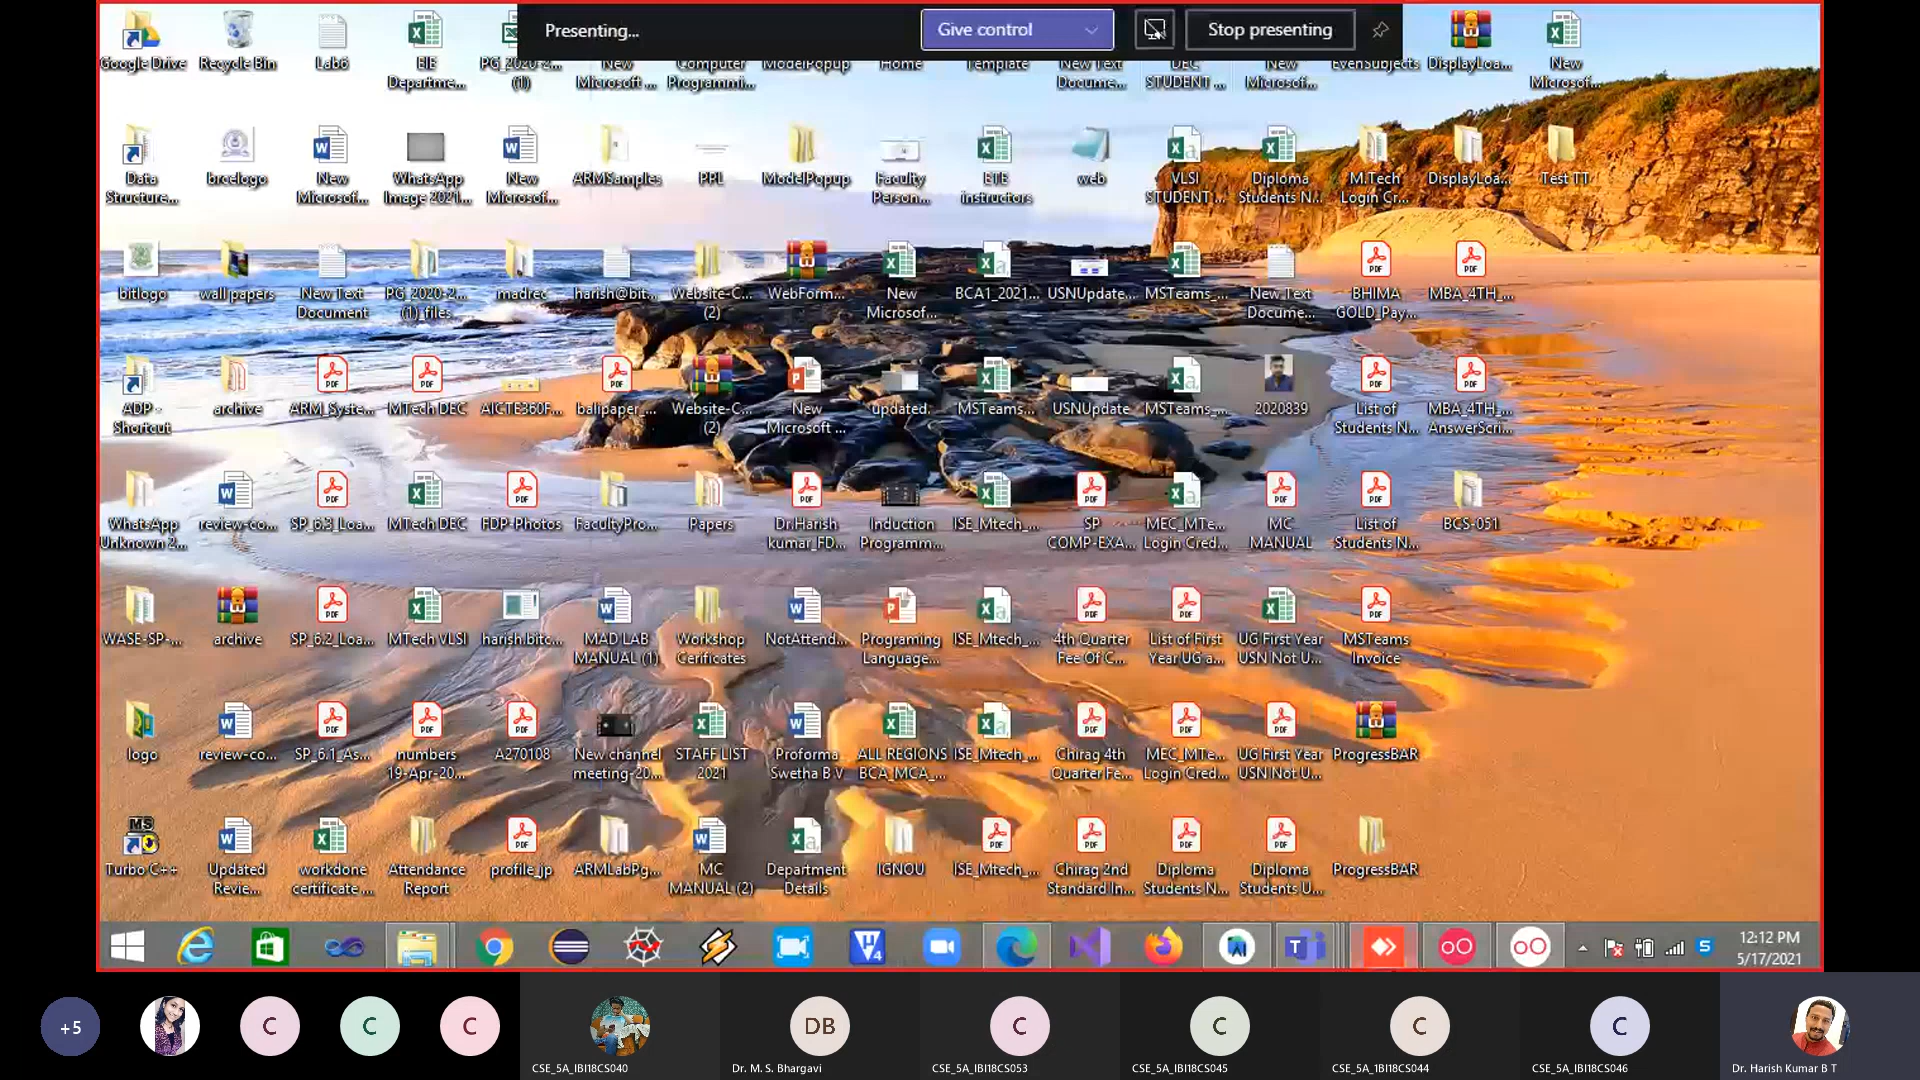 Presenting...
Give control
Stop presenting
Google Drive
Recycle Bin
Lab6
EIE
Departme...
PG_2020-2...
(1)
New
Microsoft ...
Computer
Programmi...
ModelPopup
Home
Template
New Text
Docume...
DEC
STUDENT ...
New
Microsof...
EvenSubjects
DisplayLoa...
New
Microsof...
Data
Structure...
brcelogo
New
Microsof...
WhatsApp
Image 2021...
New
Microsof...
ARMSamples
PPL
ModelPopup
Faculty
Person...
ETE
instructors
web
VLSI
STUDENT ...
Diploma
Students N...
M.Tech
Login Cr...
DisplayLoa...
Test TT
bitlogo
wall papers
New Text
Document
PG_2020-2...
(1)_files
madrec
harish@bit...
Website-C...
(2)
WebForm...
New
Microsof...
BCA1_2021...
USNUpdate...
MSTeams_...
New Text
Docume...
BHIMA
GOLD_Pay...
MBA_4TH_...
ADP -
Shortcut
archive
ARM_Syste...
MTech DEC
AICTE360F...
balipaper_...
Website-C...
(2)
New
Microsoft ...
updated.
MSTeams...
USNUpdate
MSTeams_...
2020839
List of
Students N...
MBA_4TH_...
AnswerScri...
WhatsApp
Unknown 2...
review-co...
SP_6.3_Loa...
MTech DEC
FDP-Photos
FacultyPro...
Papers
Dr.Harish
kumar_FD...
Induction
Programm...
ISE_Mtech_...
SP
COMP-EXA...
MEC_MTe...
Login Cred...
MC
MANUAL
List of
Students N...
BCS-051
WASE-SP-...
archive
SP_6.2_Loa...
MTech VLSI
harish.bitc...
MAD LAB
MANUAL (1)
Workshop
Cerificates
NotAttend...
Programing
Language...
ISE_Mtech_...
4th Quarter
Fee Of C...
List of First
Year UG a...
UG First Year
USN Not U...
MSTeams
Invoice
logo
review-co...
SP_6.1_As...
numbers
19-Apr-20...
A270108
New channel
meeting-20...
STAFF LIST
2021
Proforma
Swetha B V
ALL REGIONS
BCA_MCA_...
ISE_Mtech_...
Chirag 4th
Quarter Fe...
MEC_MTe...
Login Cred...
UG First Year
USN Not U...
ProgressBAR
Turbo C++
Updated
Revie...
workdone
certificate ...
Attendance
Report
profile_jp
ARMLabPg...
MC
MANUAL (2)
Department
Details
IGNOU
ISE_Mtech_...
Chirag 2nd
Standard In...
Diploma
Students N...
Diploma
Students U...
ProgressBAR
12:12 PM
5/17/2021
+5
C
C
C
DB
C
C
C
C
CSE_5A_IBI18CS040
Dr. M. S. Bhargavi
CSE_5A_IBI18CS053
CSE_5A_IBI18CS045
CSE_5A_1BI18CS044
CSE_5A_IBI18CS046
Dr. Harish Kumar B T